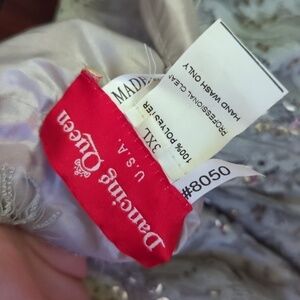 Dancing Queen
U.S.A.
MADE
3XL
100% POLYESTER
PROFESSIONAL CLEAN
HAND WASH ONLY
#8050